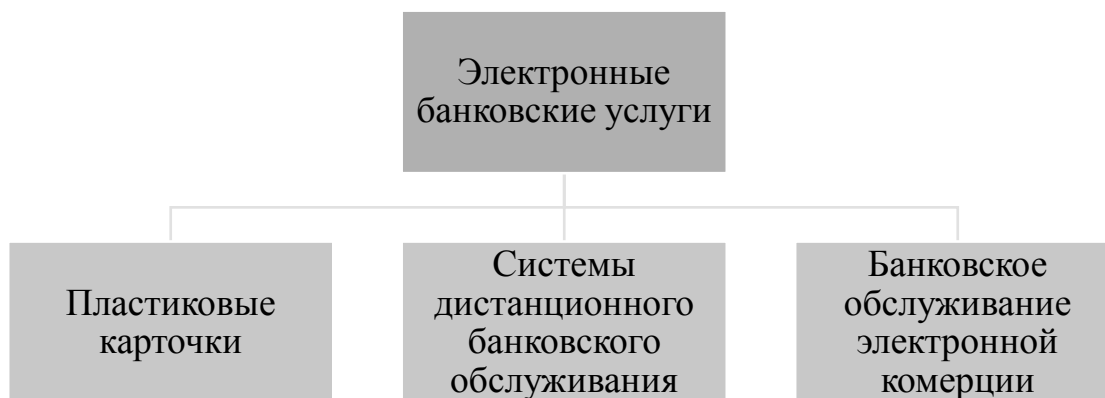 Электронные
банковские услуги
Пластиковые
карточки
Системы
дистанционного
банковского
обслуживания
Банковское
обслуживание
электронной
комерции